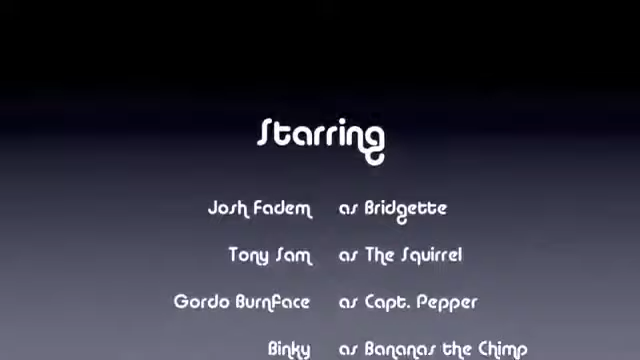 Starring
Josh Fadem as Bridgette
Tony Sam as The Squirrel
Gordo Burnface as Capt. Pepper
Binky as Bananas the Chimp